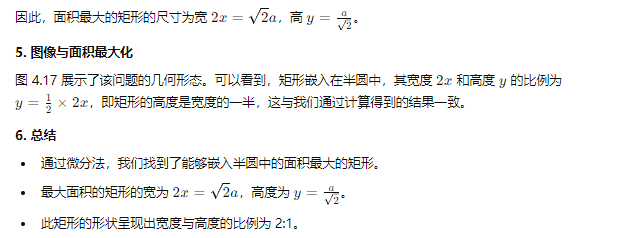 因此，面积最大的矩形的尺寸为宽 2x = √2a，高 y = a/√2。
5. 图像与面积最大化
图 4.17 展示了该问题的几何形态。可以看到，矩形嵌入在半圆中，其宽度 2x 和高度 y 的比例为
y = 1/2 × 2x，即矩形的高度是宽度的一半，这与我们通过计算得到的结果一致。
6. 总结
• 通过微分法，我们找到了能够嵌入半圆中的面积最大的矩形。
• 最大面积的矩形的宽为 2x = √2a，高度为 y = a/√2。
• 此矩形的形状呈现出宽度与高度的比例为 2:1。